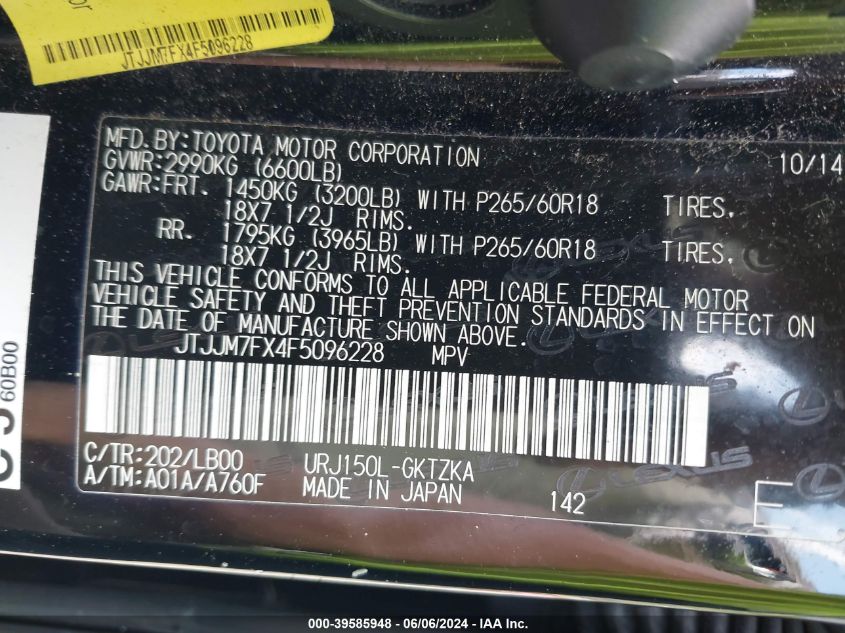 JTJJM7FX4F5096228
MFD. BY: TOYOTA MOTOR CORPORATION 10/14
GVWR: 2990KG (6600LB)
GAWR: FRT. 1450KG (3200LB) WITH P265/60R18 TIRES,
18X7 1/2J RIMS.
RR. 1795KG (3965LB) WITH P265/60R18 TIRES,
18X7 1/2J RIMS.
THIS VEHICLE CONFORMS TO ALL APPLICABLE FEDERAL MOTOR
VEHICLE SAFETY AND THEFT PREVENTION STANDARDS IN EFFECT ON
THE DATE OF MANUFACTURE SHOWN ABOVE.
JTJJM7FX4F5096228 MPV
60B00
C/TR: 202/LB00 URJ150L-GKTZKA
A/TM: A01A/A760F MADE IN JAPAN 142
LEXUS
000-39585948 - 06/06/2024 - © IAA, Inc.